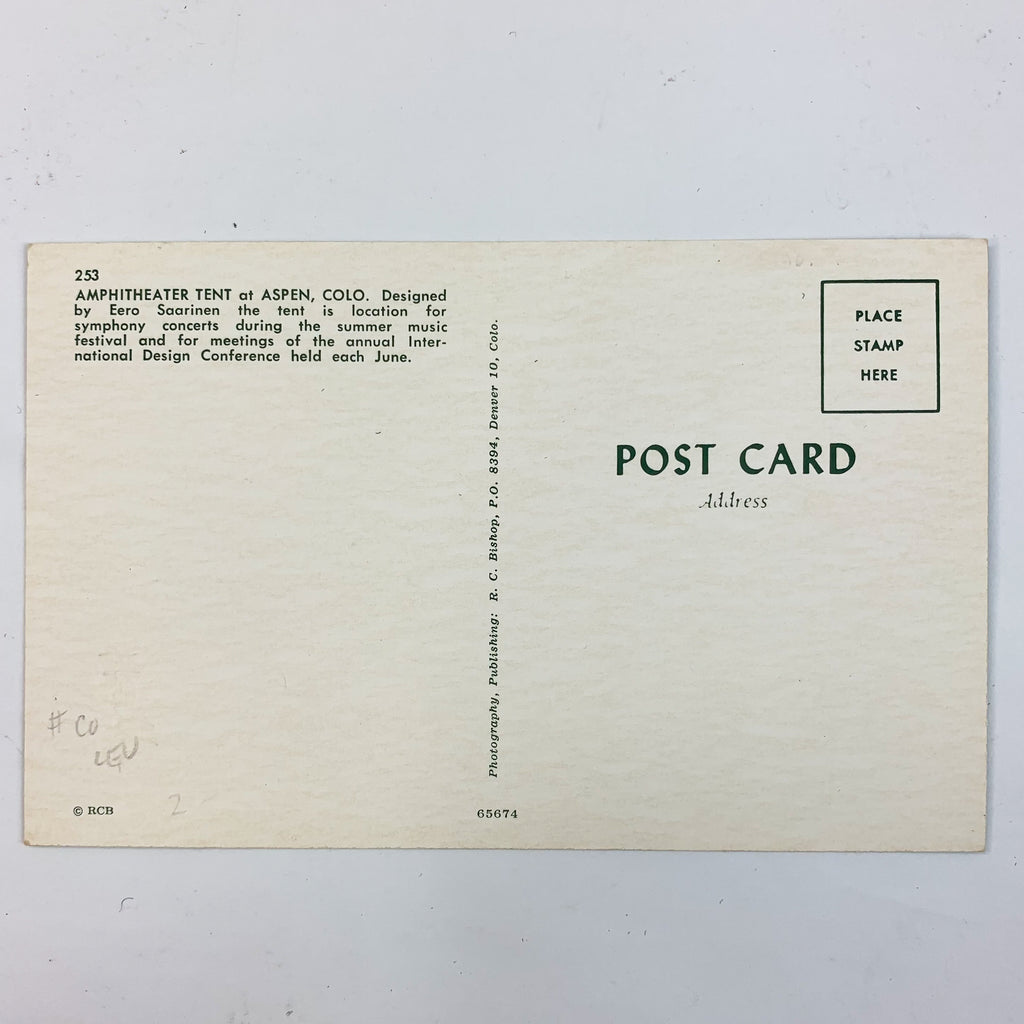 253
AMPHITHEATER TENT at ASPEN, COLO. Designed
by Eero Saarinen the tent is location for
symphony concerts during the summer music
festival and for meetings of the annual Inter-
national Design Conference held each June.
Photography, Publishing: R. C. Bishop, P.O. 8394, Denver 10, Colo.
PLACE
STAMP
HERE
POST CARD
Address
# CO
2
© RCB
65674